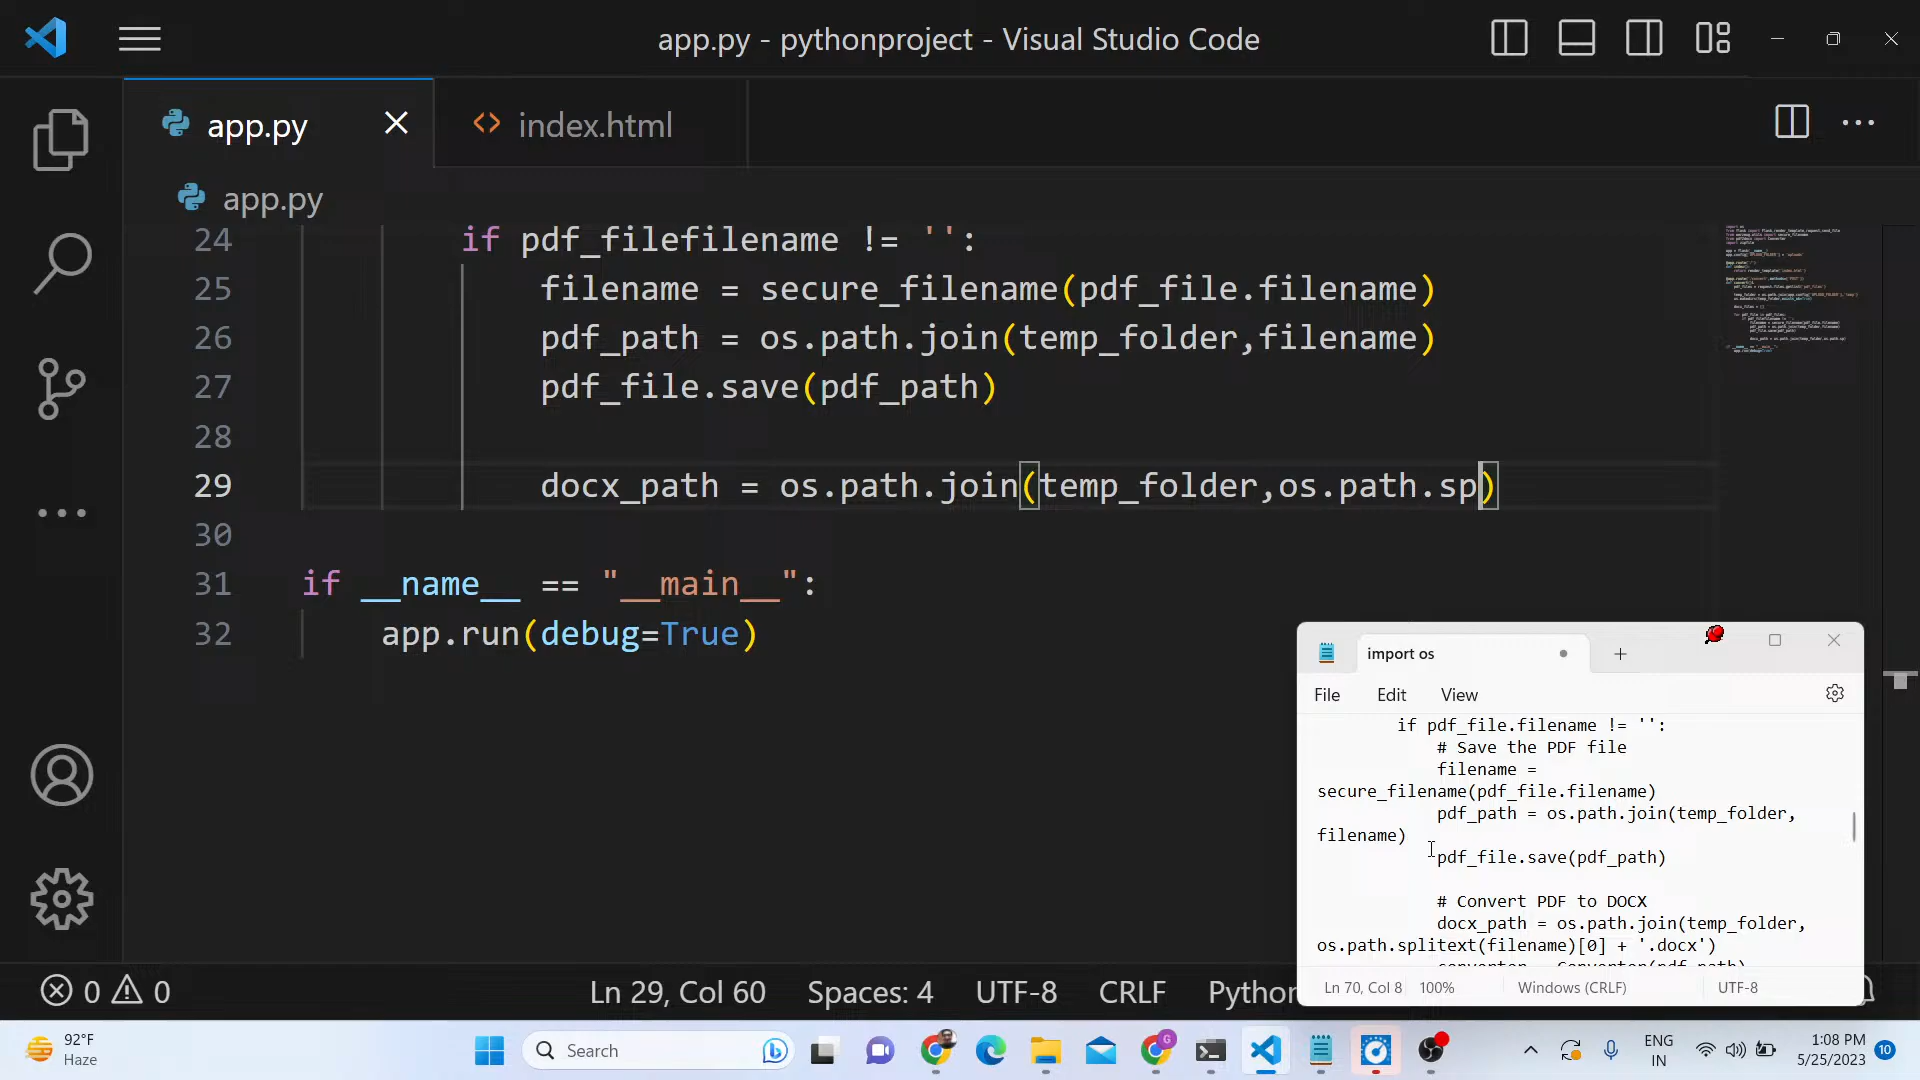 app.py - pythonproject - Visual Studio Code
app.py
index.html
app.py
24 if pdf_filefilename != '':
25 filename = secure_filename(pdf_file.filename)
26 pdf_path = os.path.join(temp_folder,filename)
27 pdf_file.save(pdf_path)
28
29 docx_path = os.path.join(temp_folder,os.path.sp)
30
31 if __name__ == "__main__":
32 app.run(debug=True)
import os
File Edit View
if pdf_file.filename != '':
# Save the PDF file
filename =
secure_filename(pdf_file.filename)
pdf_path = os.path.join(temp_folder,
filename)
pdf_file.save(pdf_path)
# Convert PDF to DOCX
docx_path = os.path.join(temp_folder,
os.path.splitext(filename)[0] + '.docx')
Ln 70, Col 8 100% Windows (CRLF) UTF-8
0 0 Ln 29, Col 60 Spaces: 4 UTF-8 CRLF Python
92°F
Haze
Search
ENG
IN
1:08 PM
5/25/2023
10